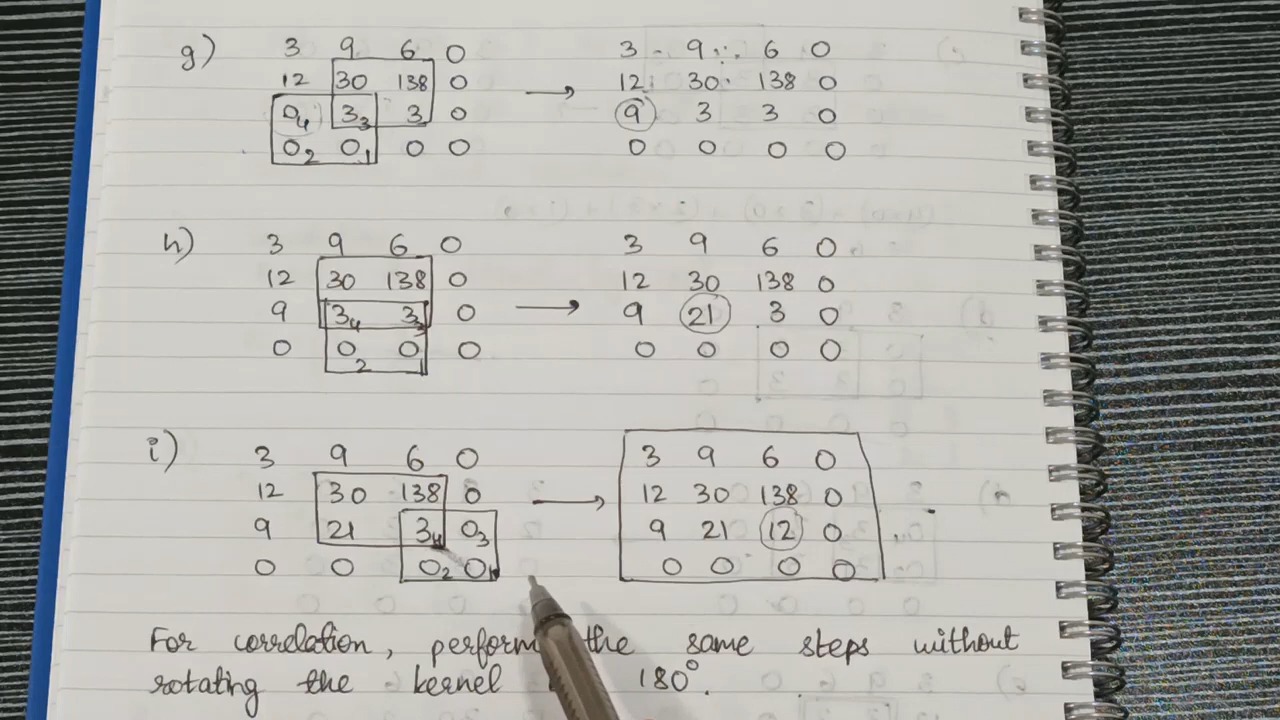 g) 3 9 6 0 → 3 9 6 0
12 30 138 0 12 30 138 0
0₄ 3₃ 3 0 9 3 3 0
0₂ 0₁ 0 0 0 0 0 0
h) 3 9 6 0 → 3 9 6 0
12 30 138 0 12 30 138 0
9 3₄ 3₃ 0 9 21 3 0
0 0₂ 0₁ 0 0 0 0 0
i) 3 9 6 0 → 3 9 6 0
12 30 138 0 12 30 138 0
9 21 3₄ 0₃ 9 21 12 0
0 0 0₂ 0₁ 0 0 0 0
For correlation, perform the same steps without
rotating the kernel 180°.